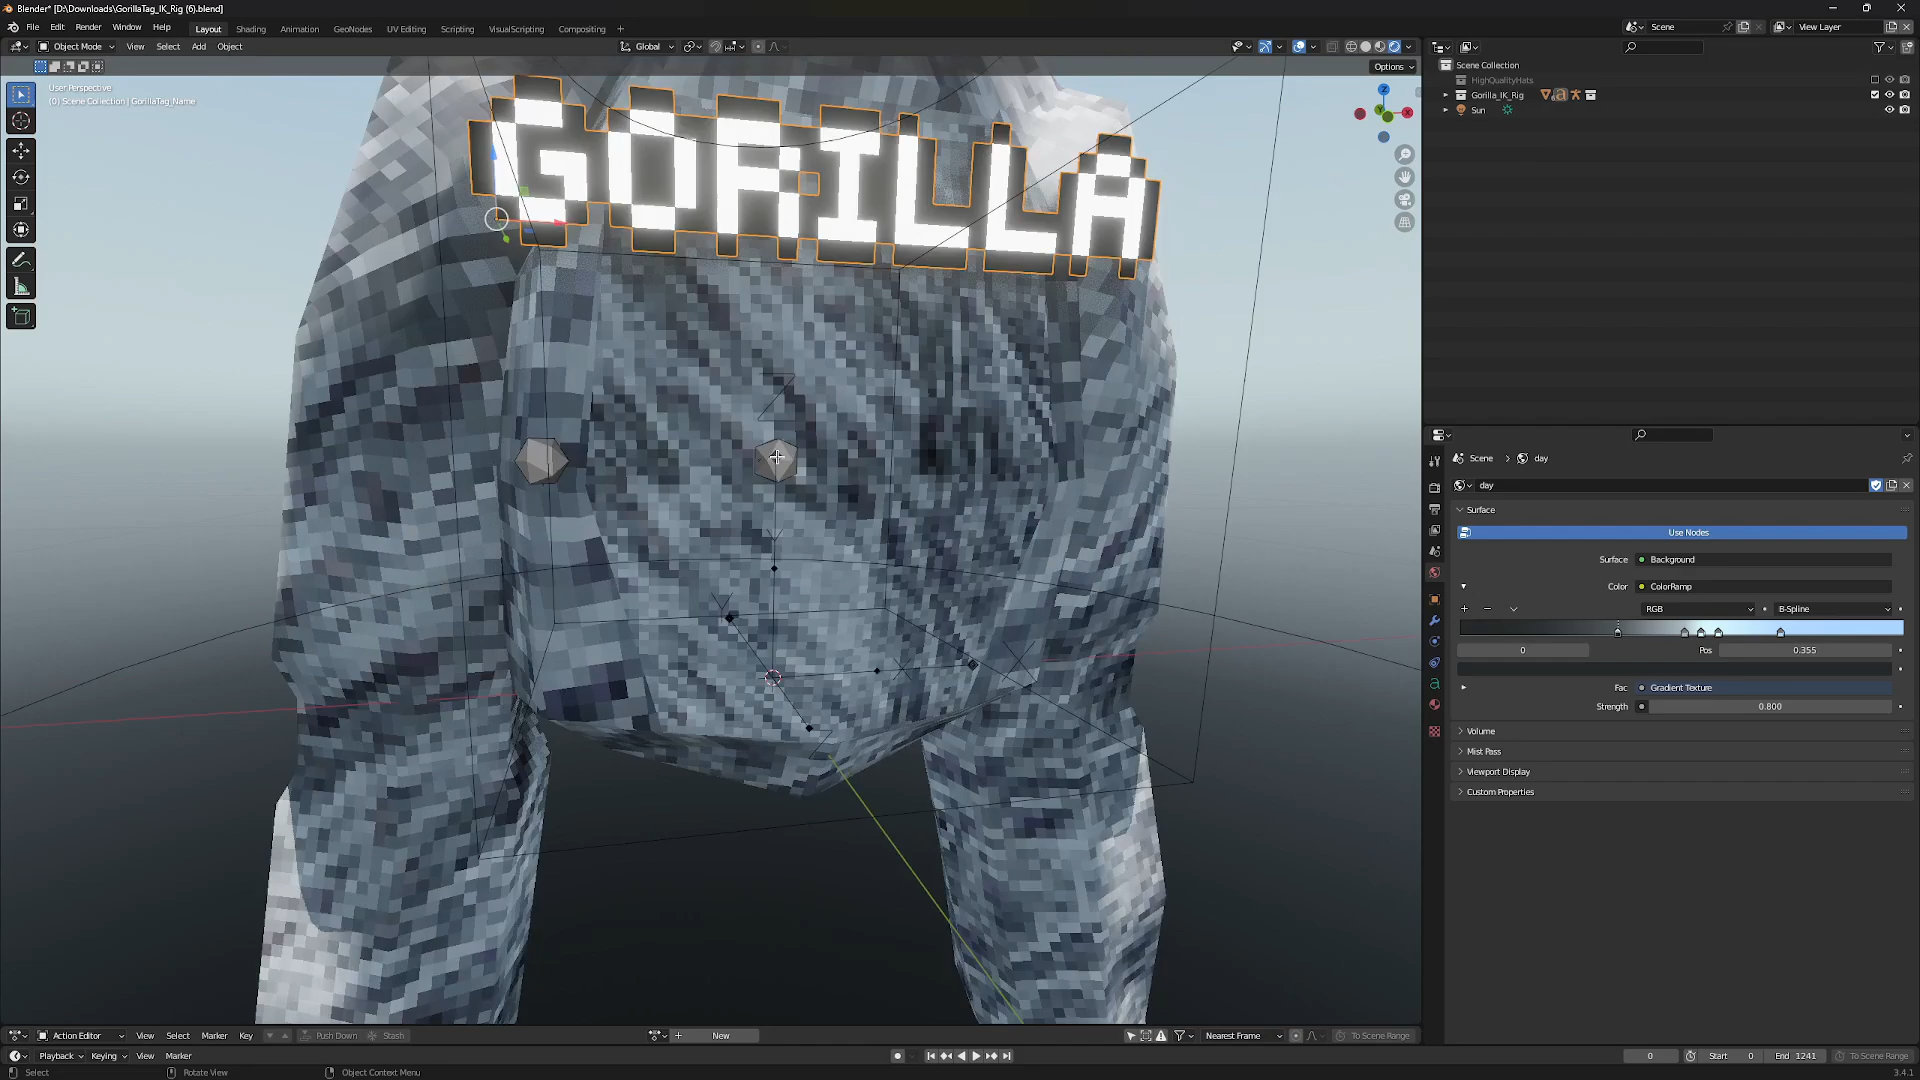 Blender* [D:\Downloads\GorillaTag_IK_Rig (6).blend]
File Edit Render Window Help
Layout Shading Animation GeoNodes UV Editing Scripting VisualScripting Compositing +
Scene
View Layer
Object Mode View Select Add Object
Global
Options
User Perspective
(0) Scene Collection | GorillaTag_Name
GORILLA
Z
Y
X
Scene Collection
HighQualityHats
Gorilla_IK_Rig
Sun
Scene > day
day
Surface
Use Nodes
Surface Background
Color ColorRamp
RGB B-Spline
0 Pos 0.355
Fac Gradient Texture
Strength 0.800
Volume
Mist Pass
Viewport Display
Custom Properties
Action Editor View Select Marker Key Push Down Stash + New Nearest Frame To Scene Range
Playback Keying View Marker 0 Start 0 End 1241 To Scene Range
Select Rotate View Object Context Menu 3.4.1